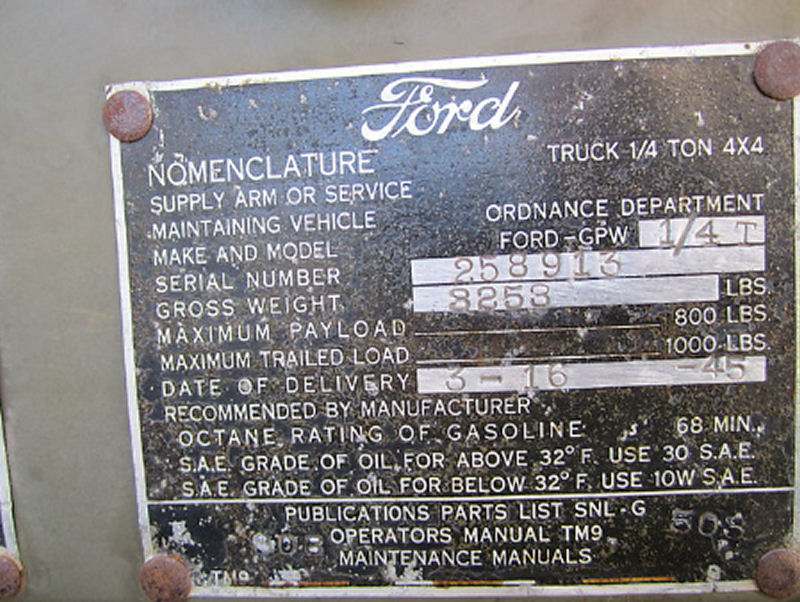 Ford
NOMENCLATURE TRUCK 1/4 TON 4X4
SUPPLY ARM OR SERVICE
MAINTAINING VEHICLE ORDNANCE DEPARTMENT
MAKE AND MODEL FORD-GPW 1/4 T
SERIAL NUMBER 258913
GROSS WEIGHT 3253 LBS.
MAXIMUM PAYLOAD 800 LBS.
MAXIMUM TRAILED LOAD 1000 LBS.
DATE OF DELIVERY 3-16 -45
RECOMMENDED BY MANUFACTURER
OCTANE RATING OF GASOLINE 68 MIN.
S.A.E. GRADE OF OIL FOR ABOVE 32° F. USE 30 S.A.E.
S.A.E. GRADE OF OIL FOR BELOW 32° F. USE 10W S.A.E.
PUBLICATIONS PARTS LIST SNL-G 503
OPERATORS MANUAL TM9
MAINTENANCE MANUALS
TM9